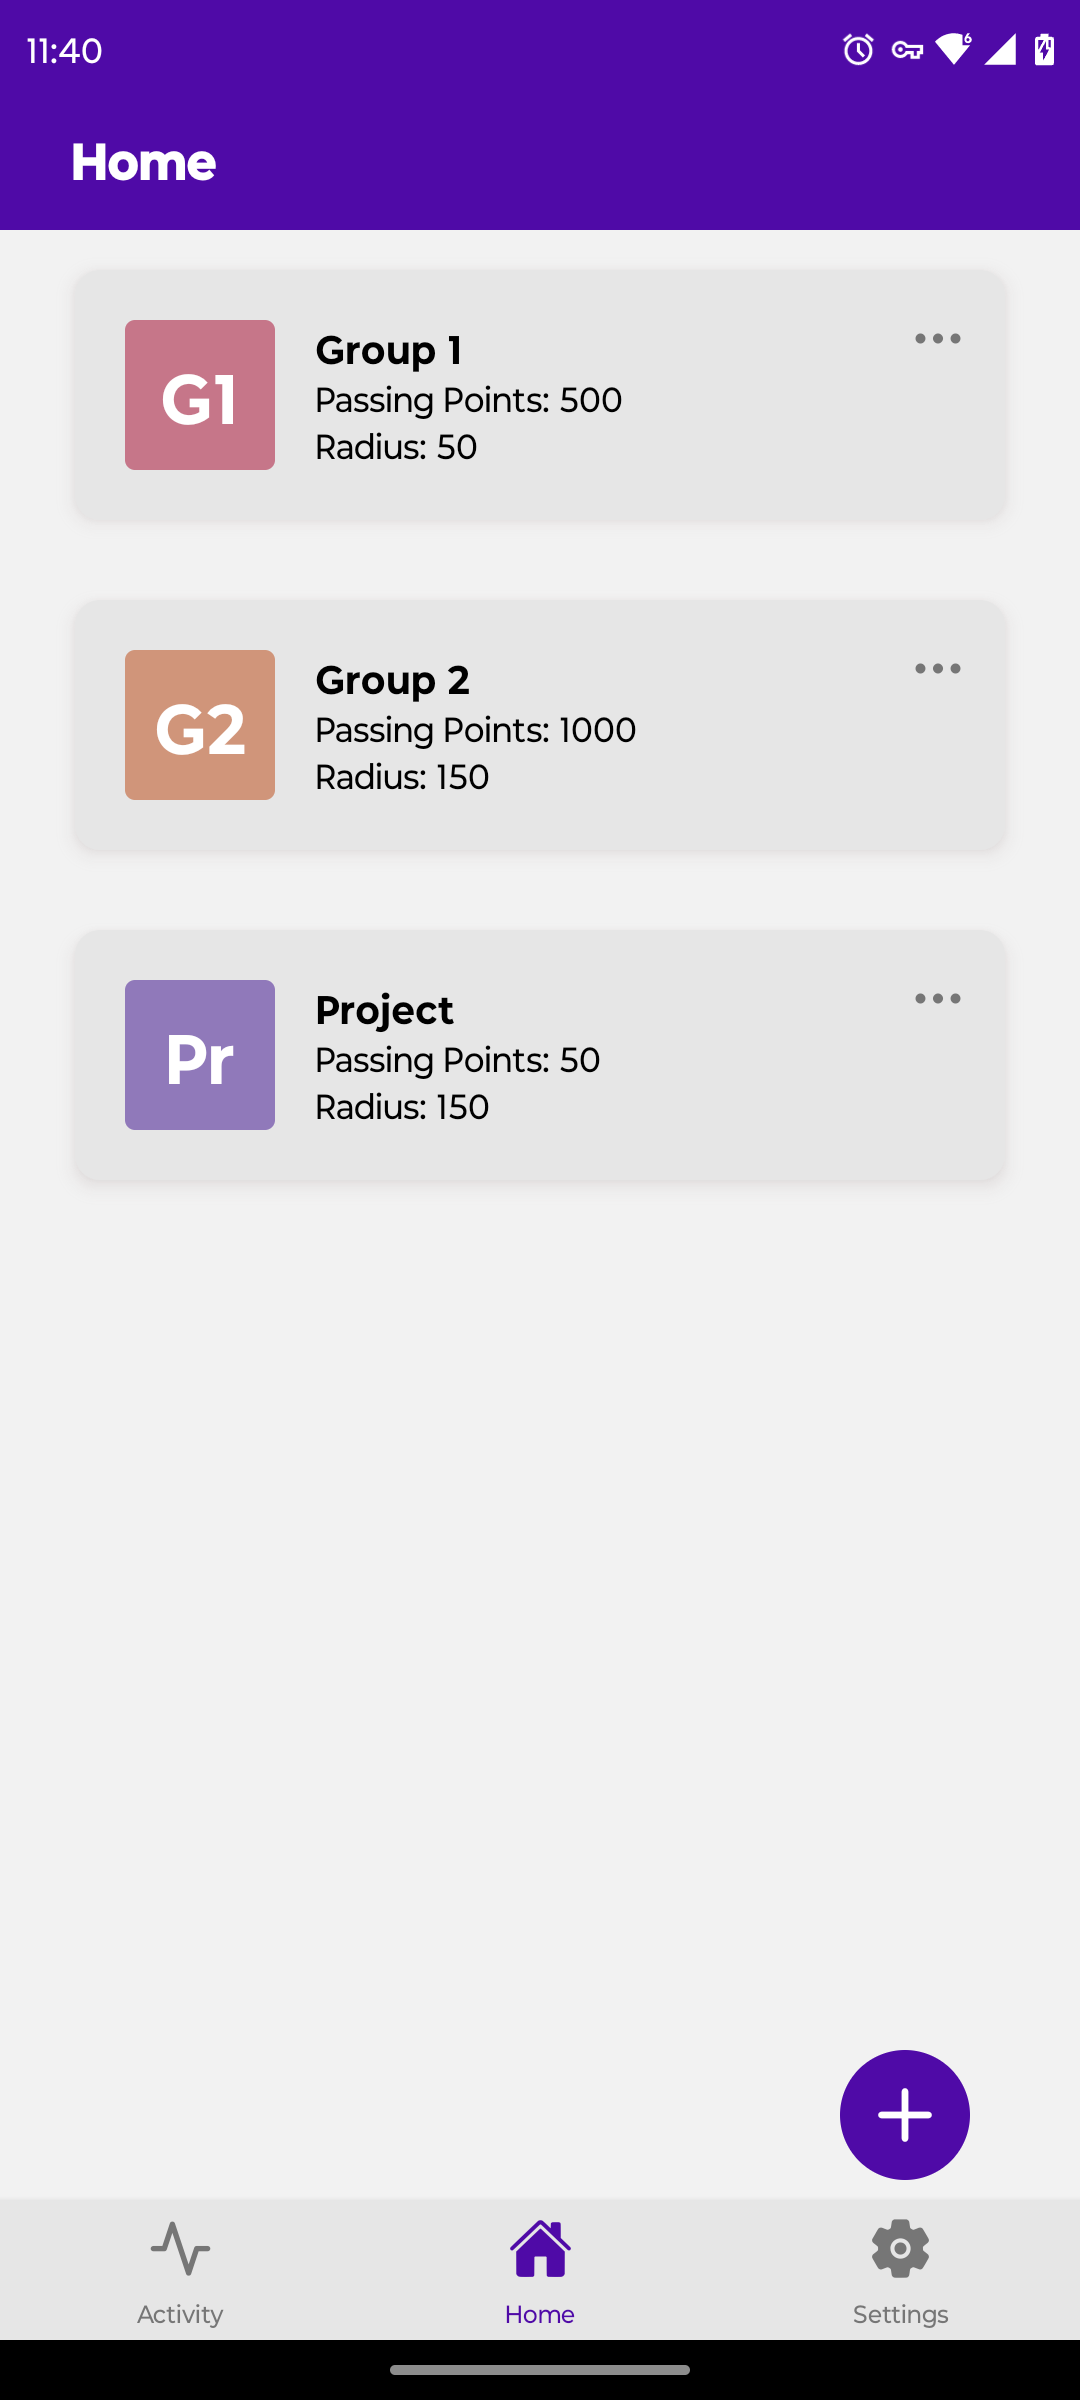 11:40
6
Home
G1
Group 1
Passing Points: 500
Radius: 50
G2
Group 2
Passing Points: 1000
Radius: 150
Pr
Project
Passing Points: 50
Radius: 150
Activity
Home
Settings